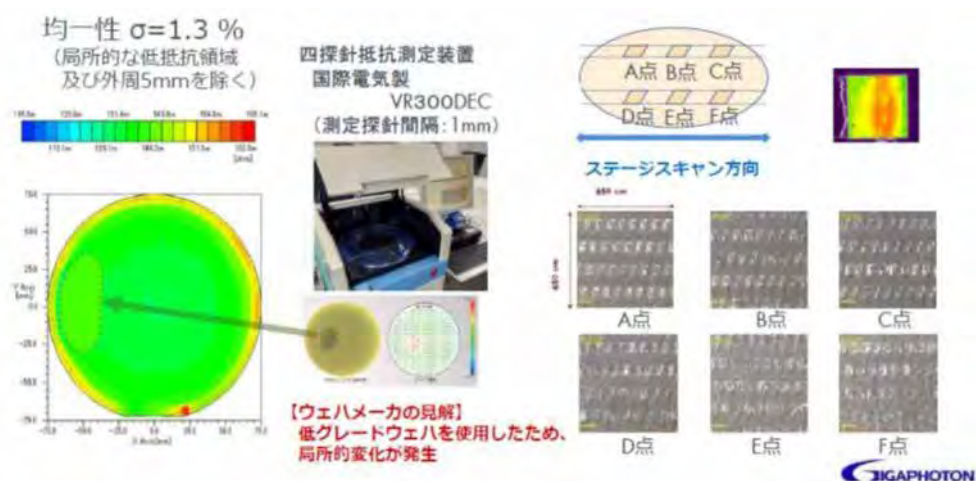 均一性 σ=1.3 %
(局所的な低抵抗領域
及び外周5mmを除く)
四探針抵抗測定装置
国際電気製
VR300DEC
(測定探針間隔:1mm)
A点 B点 C点
D点 E点 F点
ステージスキャン方向
A点
B点
C点
D点
E点
F点
【ウェハメーカの見解】
低グレードウェハを使用したため、
局所的変化が発生
GIGAPHOTON